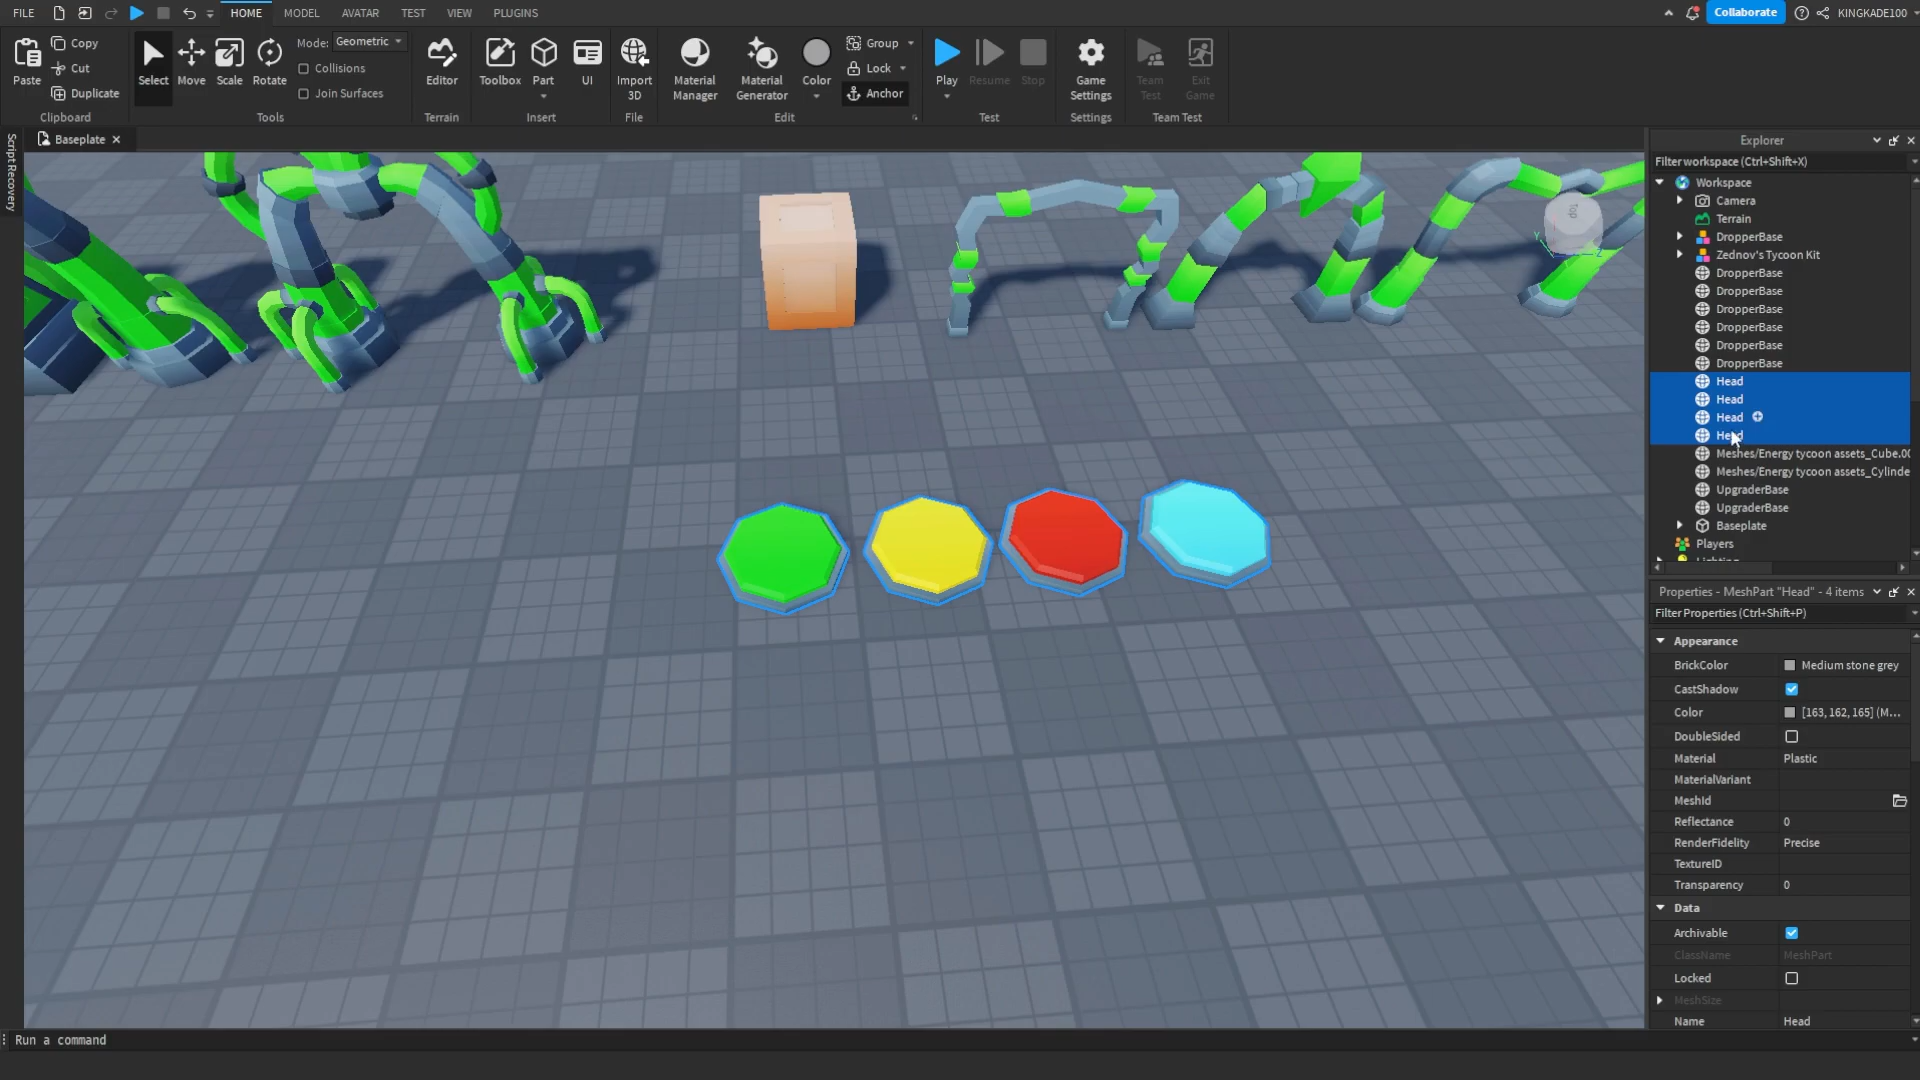 FILE HOME MODEL AVATAR TEST VIEW PLUGINS Collaborate KINGKADE100
Paste Copy Cut Duplicate Clipboard
Select Move Scale Rotate Mode: Geometric Collisions Join Surfaces Tools
Editor Terrain
Toolbox Part UI Insert
Import 3D File
Material Manager Material Generator Color Group Lock Anchor Edit
Play Resume Stop Test
Game Settings Settings
Team Test Exit Game Team Test
Script Recovery
Baseplate
Top
Y
Z
Explorer
Filter workspace (Ctrl+Shift+X)
Workspace
Camera
Terrain
DropperBase
Zednov's Tycoon Kit
DropperBase
DropperBase
DropperBase
DropperBase
DropperBase
DropperBase
Head
Head
Head
Head
Meshes/Energy tycoon assets_Cube.00
Meshes/Energy tycoon assets_Cylinde
UpgraderBase
UpgraderBase
Baseplate
Players
Properties - MeshPart "Head" - 4 items
Filter Properties (Ctrl+Shift+P)
Appearance
BrickColor Medium stone grey
CastShadow
Color [163, 162, 165] (M...
DoubleSided
Material Plastic
MaterialVariant
MeshId
Reflectance 0
RenderFidelity Precise
TextureID
Transparency 0
Data
Archivable
ClassName MeshPart
Locked
MeshSize
Name Head
Run a command